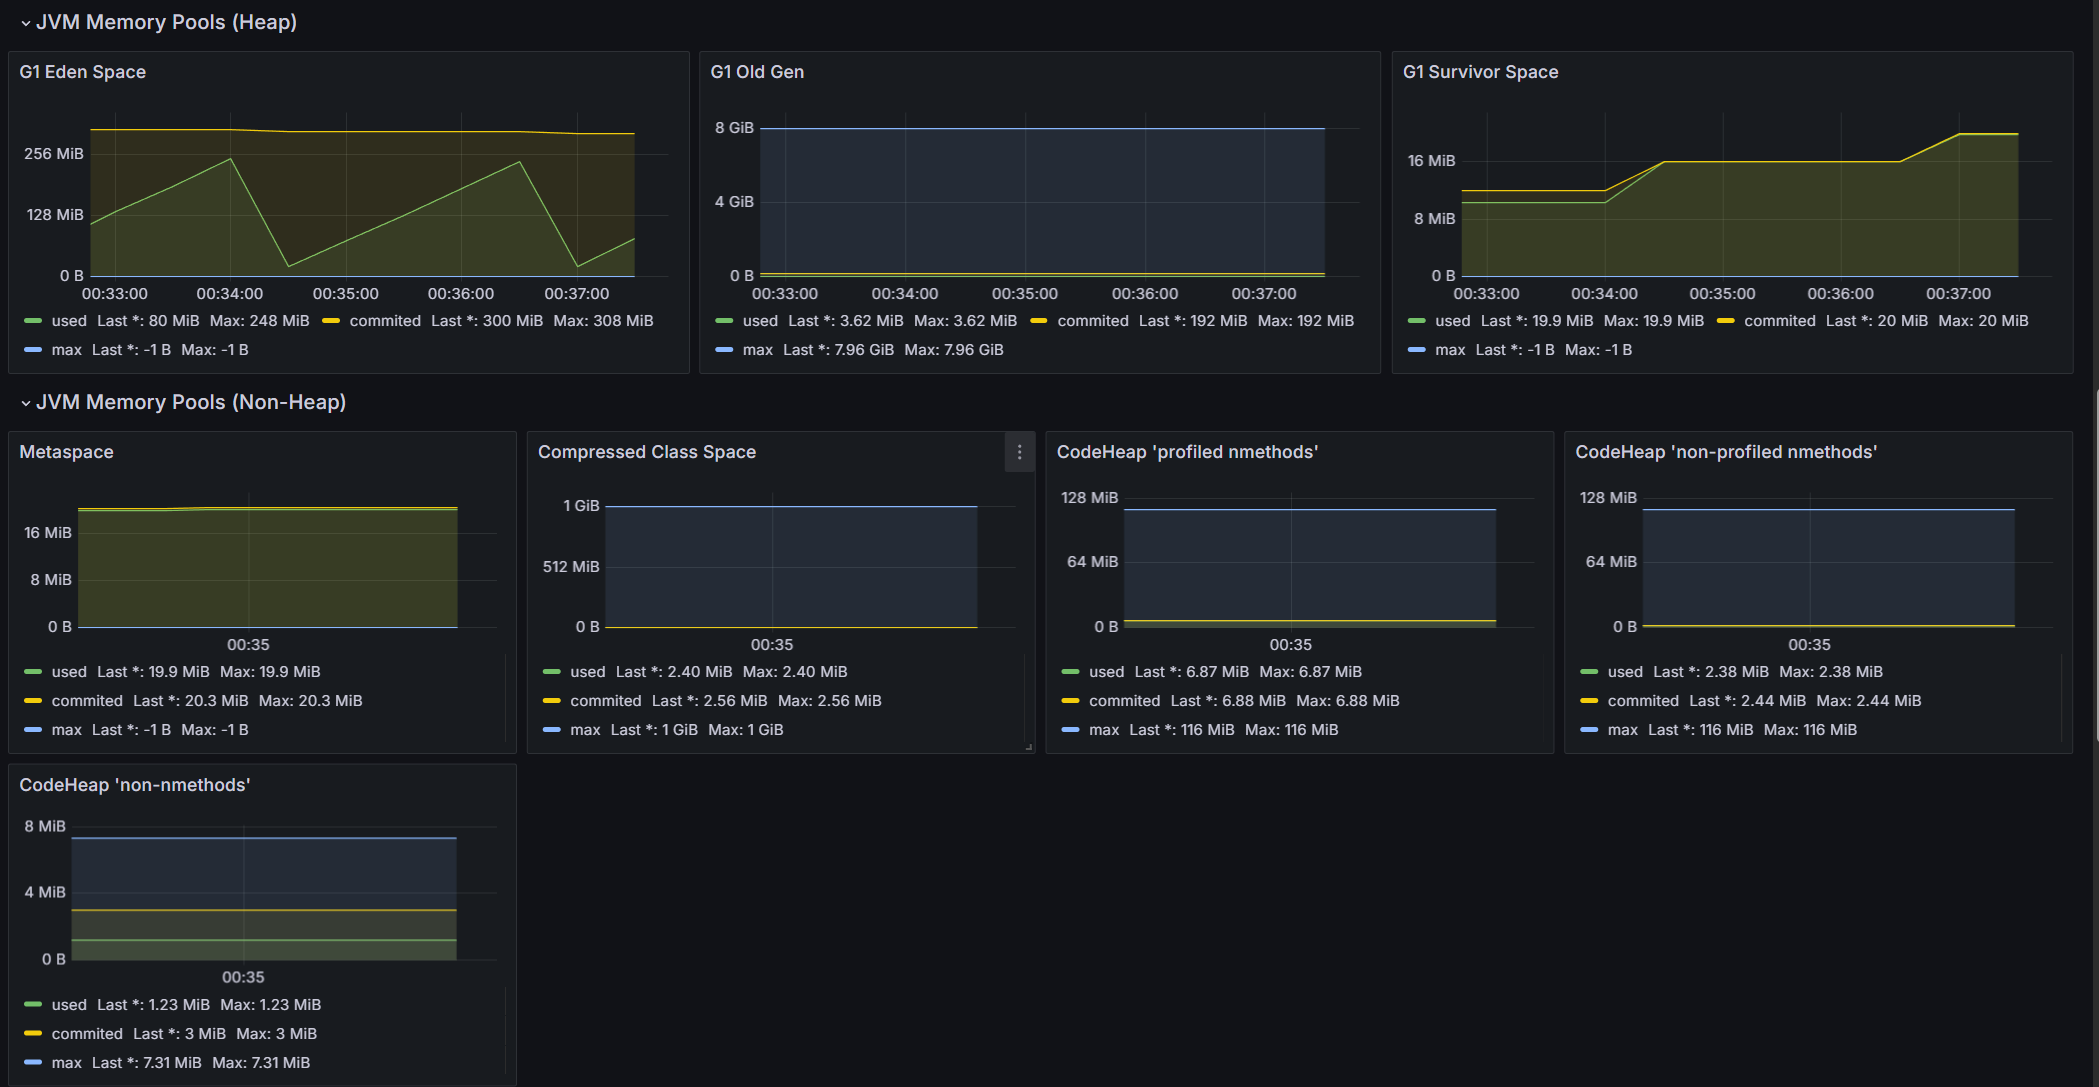 JVM Memory Pools (Heap)
G1 Eden Space
256 MiB
128 MiB
0 B
00:33:00 00:34:00 00:35:00 00:36:00 00:37:00
used Last *: 80 MiB Max: 248 MiB commited Last *: 300 MiB Max: 308 MiB
max Last *: -1 B Max: -1 B
G1 Old Gen
8 GiB
4 GiB
0 B
00:33:00 00:34:00 00:35:00 00:36:00 00:37:00
used Last *: 3.62 MiB Max: 3.62 MiB commited Last *: 192 MiB Max: 192 MiB
max Last *: 7.96 GiB Max: 7.96 GiB
G1 Survivor Space
16 MiB
8 MiB
0 B
00:33:00 00:34:00 00:35:00 00:36:00 00:37:00
used Last *: 19.9 MiB Max: 19.9 MiB commited Last *: 20 MiB Max: 20 MiB
max Last *: -1 B Max: -1 B
JVM Memory Pools (Non-Heap)
Metaspace
16 MiB
8 MiB
0 B
00:35
used Last *: 19.9 MiB Max: 19.9 MiB
commited Last *: 20.3 MiB Max: 20.3 MiB
max Last *: -1 B Max: -1 B
Compressed Class Space
1 GiB
512 MiB
0 B
00:35
used Last *: 2.40 MiB Max: 2.40 MiB
commited Last *: 2.56 MiB Max: 2.56 MiB
max Last *: 1 GiB Max: 1 GiB
CodeHeap 'profiled nmethods'
128 MiB
64 MiB
0 B
00:35
used Last *: 6.87 MiB Max: 6.87 MiB
commited Last *: 6.88 MiB Max: 6.88 MiB
max Last *: 116 MiB Max: 116 MiB
CodeHeap 'non-profiled nmethods'
128 MiB
64 MiB
0 B
00:35
used Last *: 2.38 MiB Max: 2.38 MiB
commited Last *: 2.44 MiB Max: 2.44 MiB
max Last *: 116 MiB Max: 116 MiB
CodeHeap 'non-nmethods'
8 MiB
4 MiB
0 B
00:35
used Last *: 1.23 MiB Max: 1.23 MiB
commited Last *: 3 MiB Max: 3 MiB
max Last *: 7.31 MiB Max: 7.31 MiB